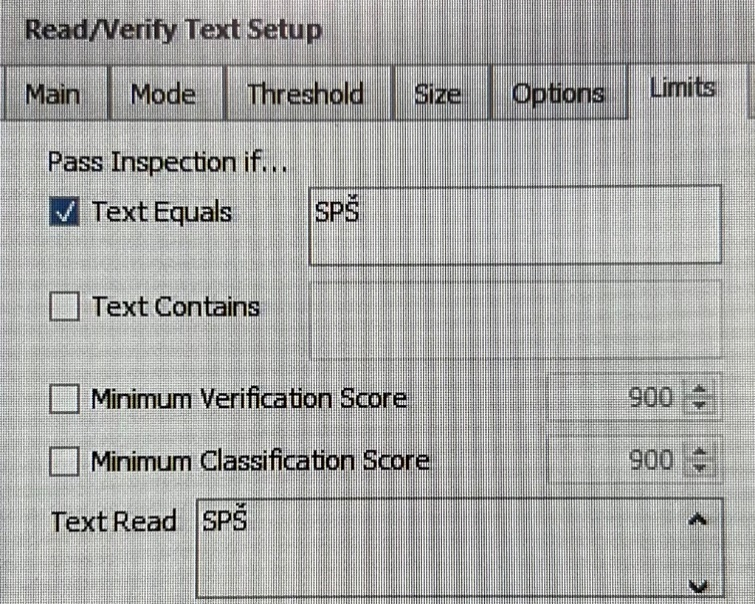 Read/Verify Text Setup
Main Mode Threshold Size Options Limits
Pass Inspection if...
Text Equals SPŠ
Text Contains
Minimum Verification Score 900
Minimum Classification Score 900
Text Read SPŠ